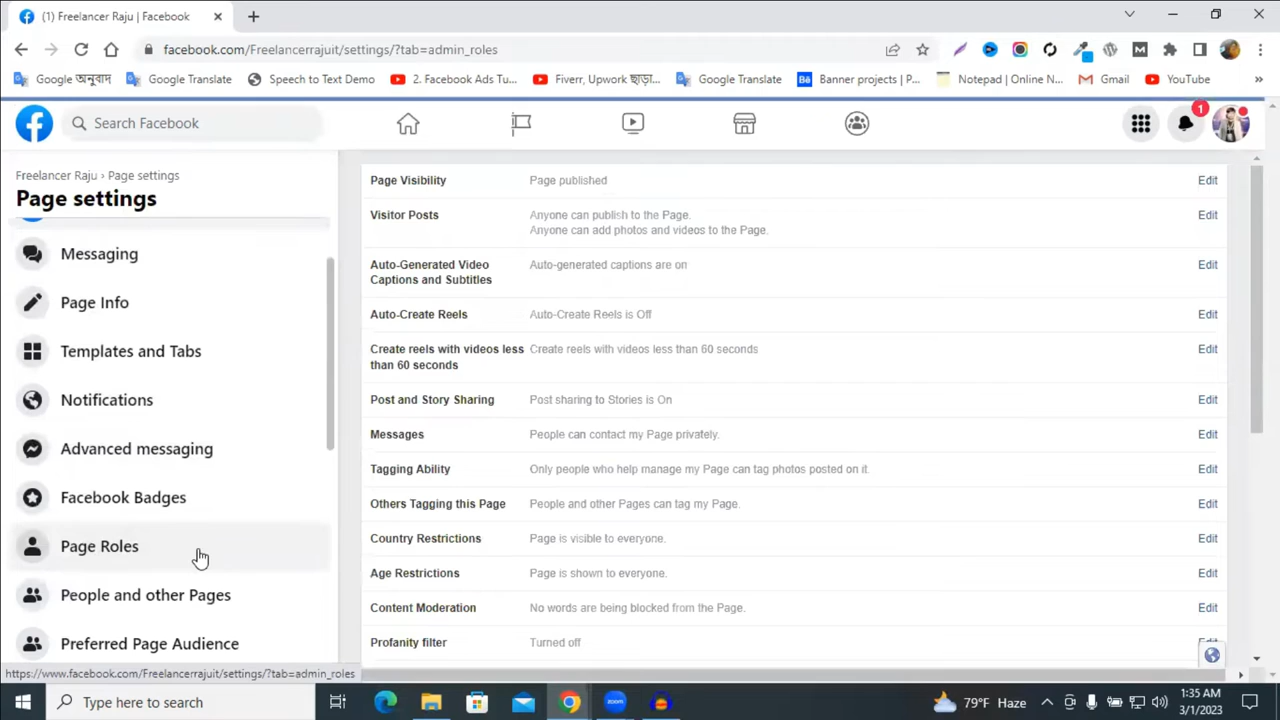 (1) Freelancer Raju | Facebook
facebook.com/Freelancerrajuit/settings/?tab=admin_roles
Google অনুবাদ
Google Translate
Speech to Text Demo
2. Facebook Ads Tu...
Fiverr, Upwork ছাড়া...
Google Translate
Banner projects | P...
Notepad | Online N...
Gmail
YouTube
Search Facebook
1
Freelancer Raju › Page settings
Page settings
Messaging
Page Info
Templates and Tabs
Notifications
Advanced messaging
Facebook Badges
Page Roles
People and other Pages
Preferred Page Audience
Page Visibility Page published Edit
Visitor Posts Anyone can publish to the Page. Edit
Anyone can add photos and videos to the Page.
Auto-Generated Video Auto-generated captions are on Edit
Captions and Subtitles
Auto-Create Reels Auto-Create Reels is Off Edit
Create reels with videos less Create reels with videos less than 60 seconds Edit
than 60 seconds
Post and Story Sharing Post sharing to Stories is On Edit
Messages People can contact my Page privately. Edit
Tagging Ability Only people who help manage my Page can tag photos posted on it. Edit
Others Tagging this Page People and other Pages can tag my Page. Edit
Country Restrictions Page is visible to everyone. Edit
Age Restrictions Page is shown to everyone. Edit
Content Moderation No words are being blocked from the Page. Edit
Profanity filter Turned off Edit
https://www.facebook.com/Freelancerrajuit/settings/?tab=admin_roles
Type here to search
zoom
79°F Haze
1:35 AM
3/1/2023